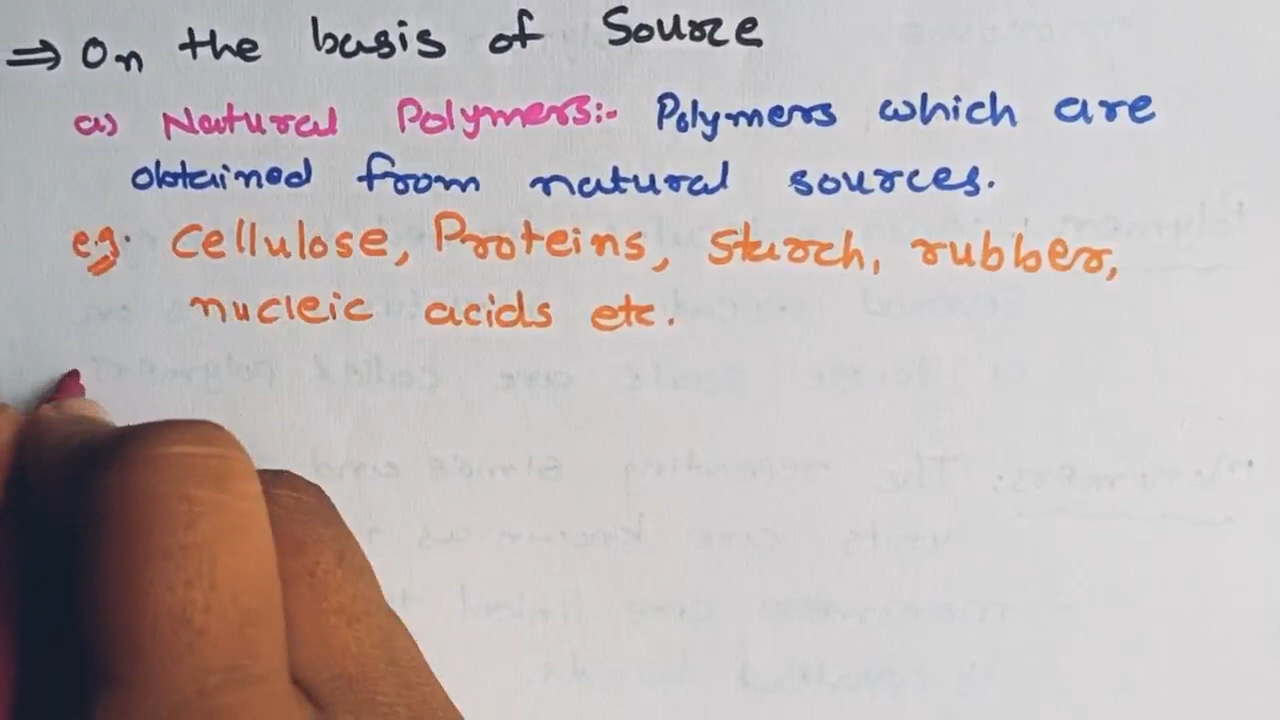 ⇒ On the basis of Source
a) Natural Polymers:- Polymers which are
obtained from natural sources.
e.g. Cellulose, Proteins, Starch, rubber,
nucleic acids etc.